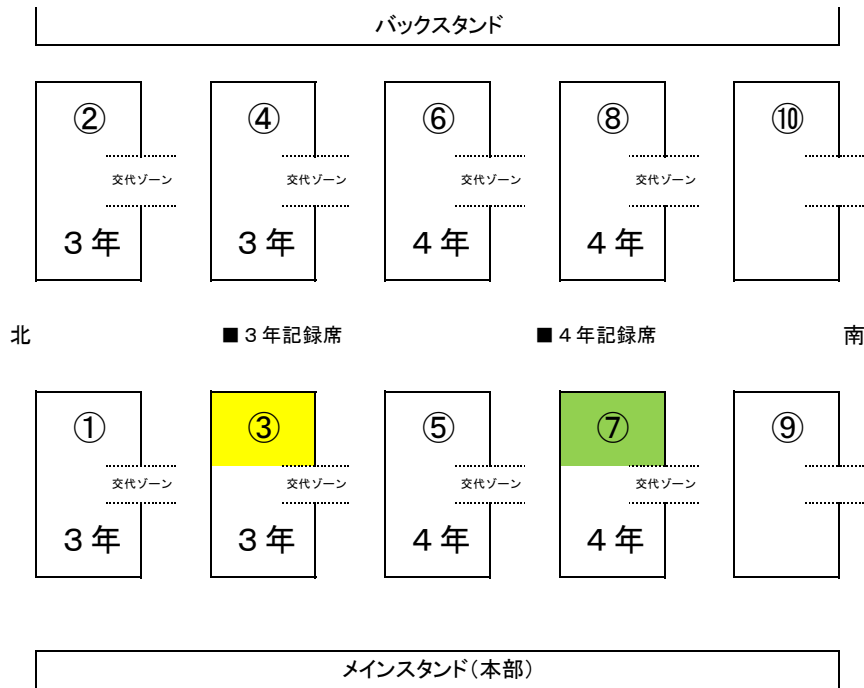 バックスタンド
② ④ ⑥ ⑧ ⑩
交代ゾーン 交代ゾーン 交代ゾーン 交代ゾーン
3年 3年 4年 4年
北 ■3年記録席 ■4年記録席 南
① ③ ⑤ ⑦ ⑨
交代ゾーン 交代ゾーン 交代ゾーン 交代ゾーン
3年 3年 4年 4年
メインスタンド(本部)